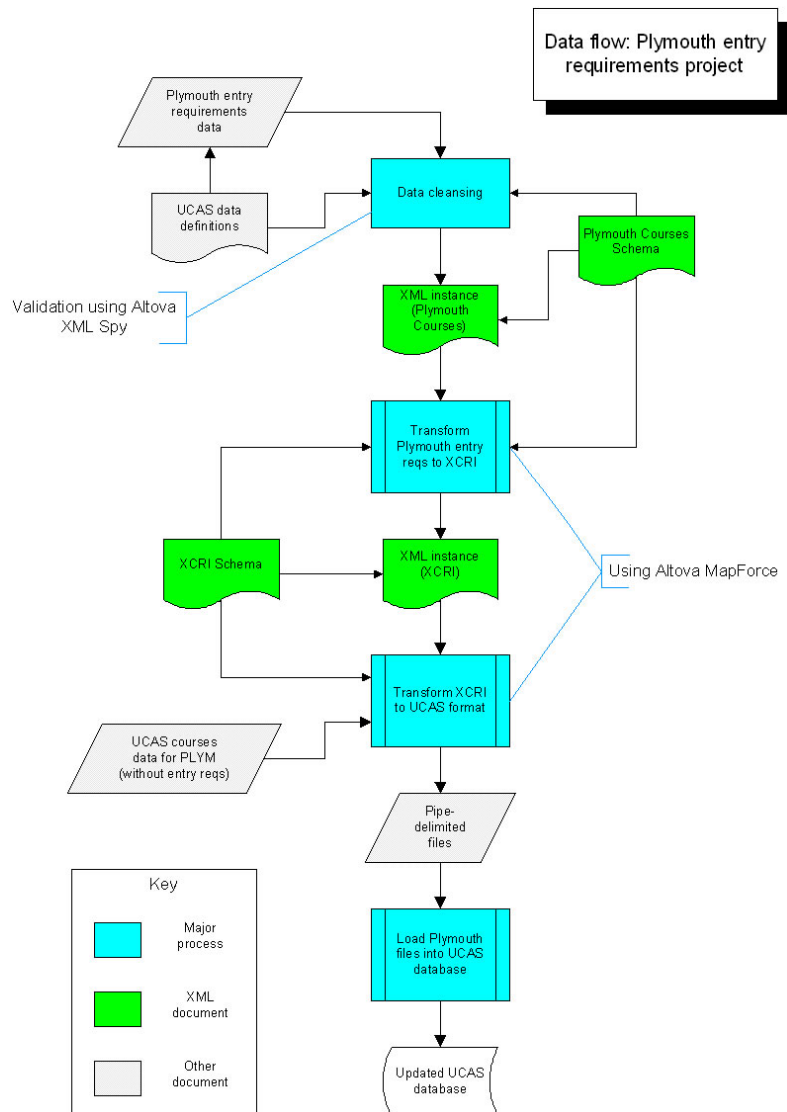 Data flow: Plymouth entry
requirements project
Plymouth entry
requirements
data
UCAS data
definitions
Data cleansing
Plymouth Courses
Schema
Validation using Altova
XML Spy
XML instance
(Plymouth
Courses)
Transform
Plymouth entry
reqs to XCRI
XCRI Schema
XML instance
(XCRI)
Using Altova MapForce
Transform XCRI
to UCAS format
UCAS courses
data for PLYM
(without entry reqs)
Pipe-
delimited
files
Load Plymouth
files into UCAS
database
Updated UCAS
database
Key
Major
process
XML
document
Other
document